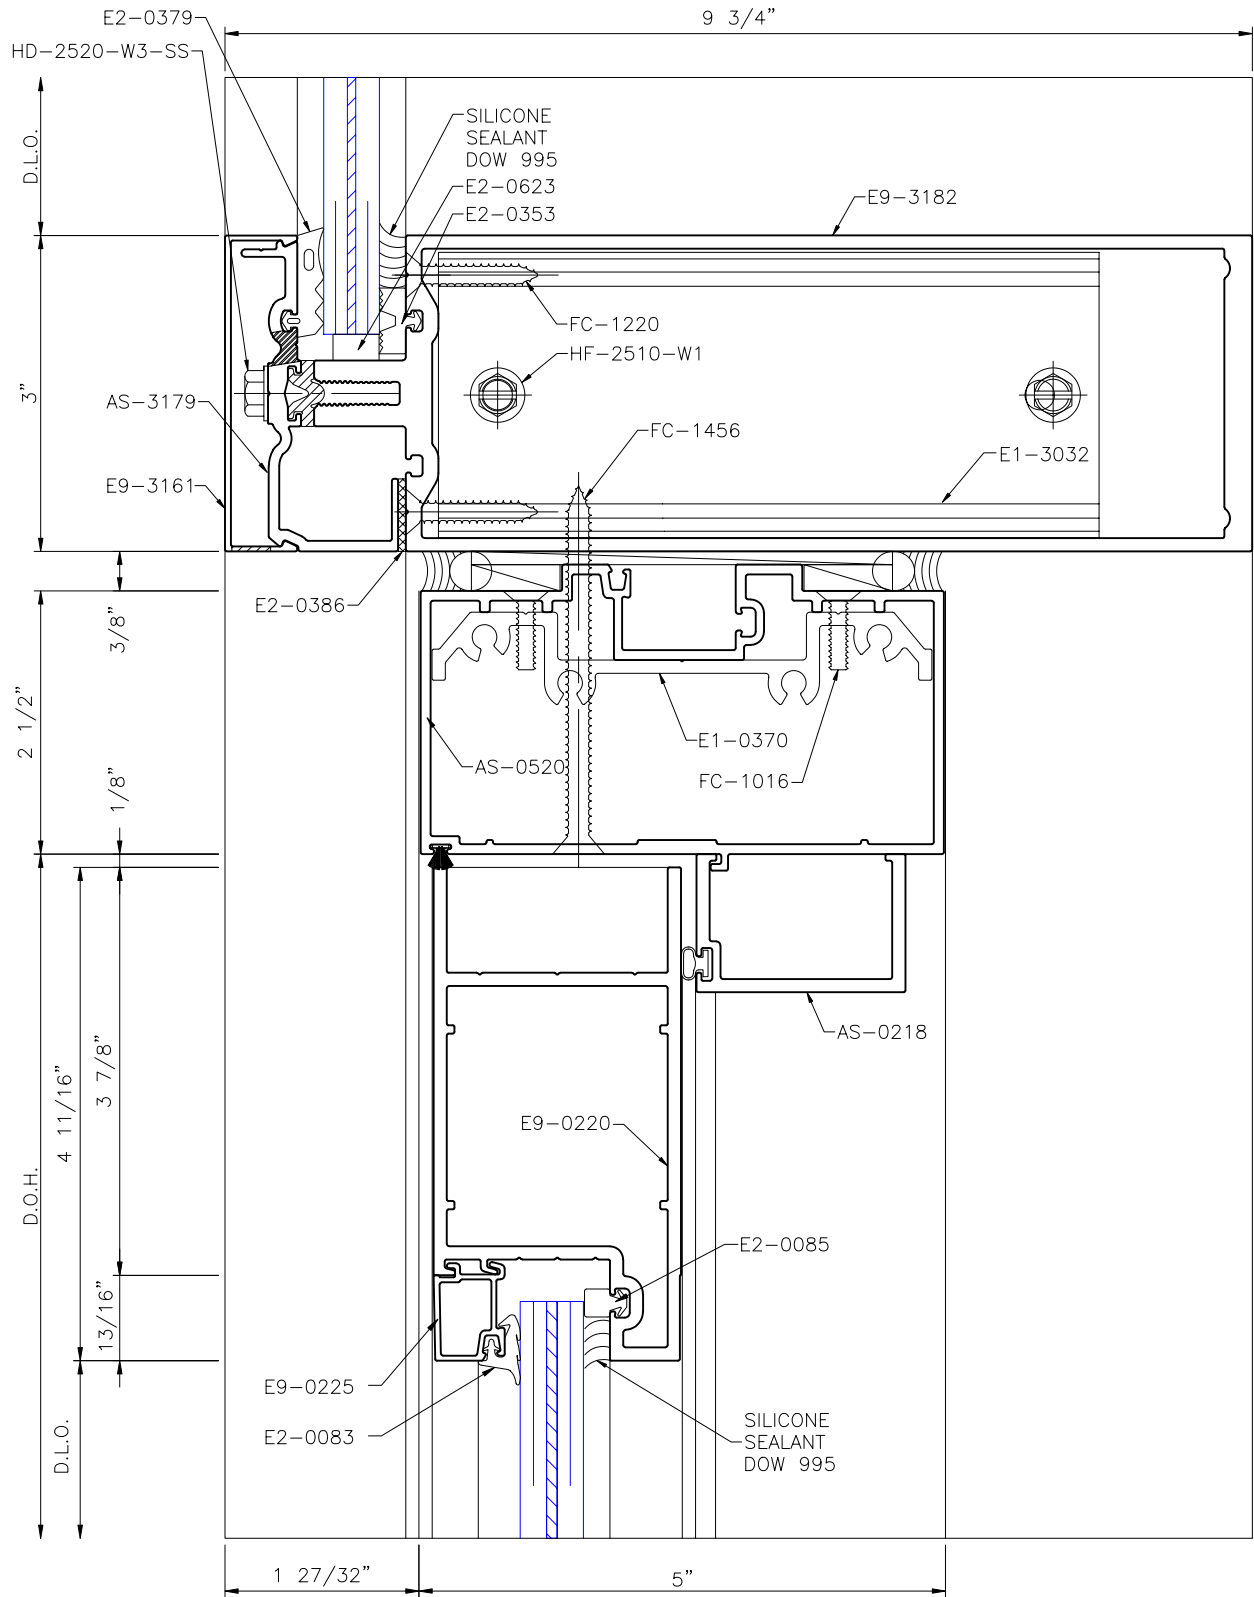 E2-0379
9 3/4"
HD-2520-W3-SS
SILICONE
SEALANT
DOW 995
D.L.O.
E2-0623
E9-3182
E2-0353
FC-1220
HF-2510-W1
3"
AS-3179
FC-1456
E1-3032
E9-3161
E2-0386
3/8"
2 1/2"
E1-0370
AS-0520
FC-1016
1/8"
AS-0218
3 7/8"
4 11/16"
E9-0220
D.O.H.
E2-0085
13/16"
E9-0225
SILICONE
SEALANT
DOW 995
E2-0083
D.L.O.
1 27/32"
5"